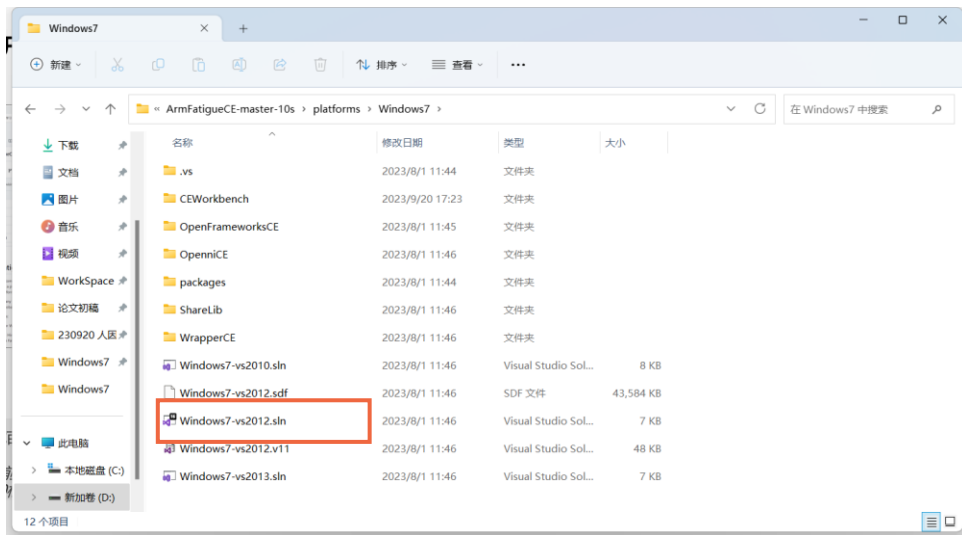 Windows7
新建
排序
查看
« ArmFatigueCE-master-10s › platforms › Windows7 ›
在 Windows7 中搜索
名称 修改日期 类型 大小
下载
文档
图片
音乐
视频
WorkSpace
论文初稿
230920 人因
Windows7
Windows7
此电脑
本地磁盘 (C:)
新加卷 (D:)
.vs 2023/8/1 11:44 文件夹
CEWorkbench 2023/9/20 17:23 文件夹
OpenFrameworksCE 2023/8/1 11:45 文件夹
OpenniCE 2023/8/1 11:46 文件夹
packages 2023/8/1 11:44 文件夹
ShareLib 2023/8/1 11:46 文件夹
WrapperCE 2023/8/1 11:46 文件夹
Windows7-vs2010.sln 2023/8/1 11:46 Visual Studio Sol... 8 KB
Windows7-vs2012.sdf 2023/8/1 11:46 SDF 文件 43,584 KB
Windows7-vs2012.sln 2023/8/1 11:46 Visual Studio Sol... 7 KB
Windows7-vs2012.v11 2023/8/1 11:46 Visual Studio Sol... 48 KB
Windows7-vs2013.sln 2023/8/1 11:46 Visual Studio Sol... 7 KB
12 个项目